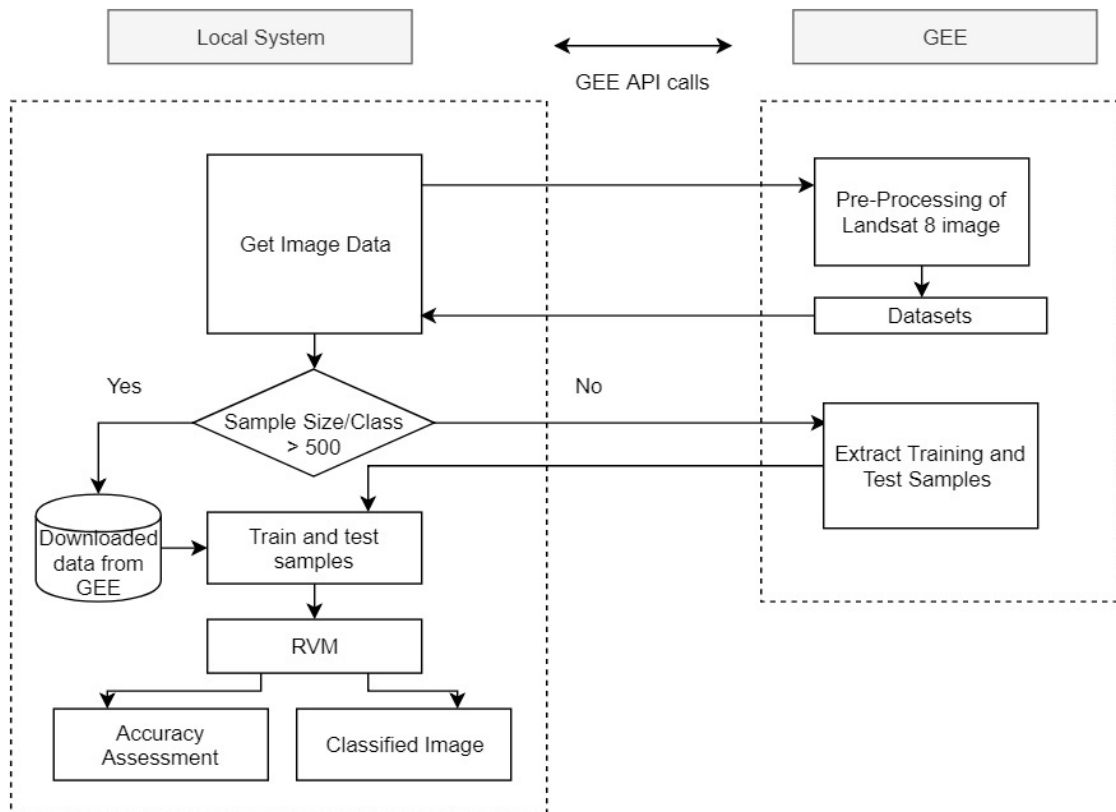 Local System
GEE
GEE API calls
Get Image Data
Pre-Processing of
Landsat 8 image
Datasets
Yes
No
Sample Size/Class
> 500
Extract Training and
Test Samples
Downloaded
data from
GEE
Train and test
samples
RVM
Accuracy
Assessment
Classified Image